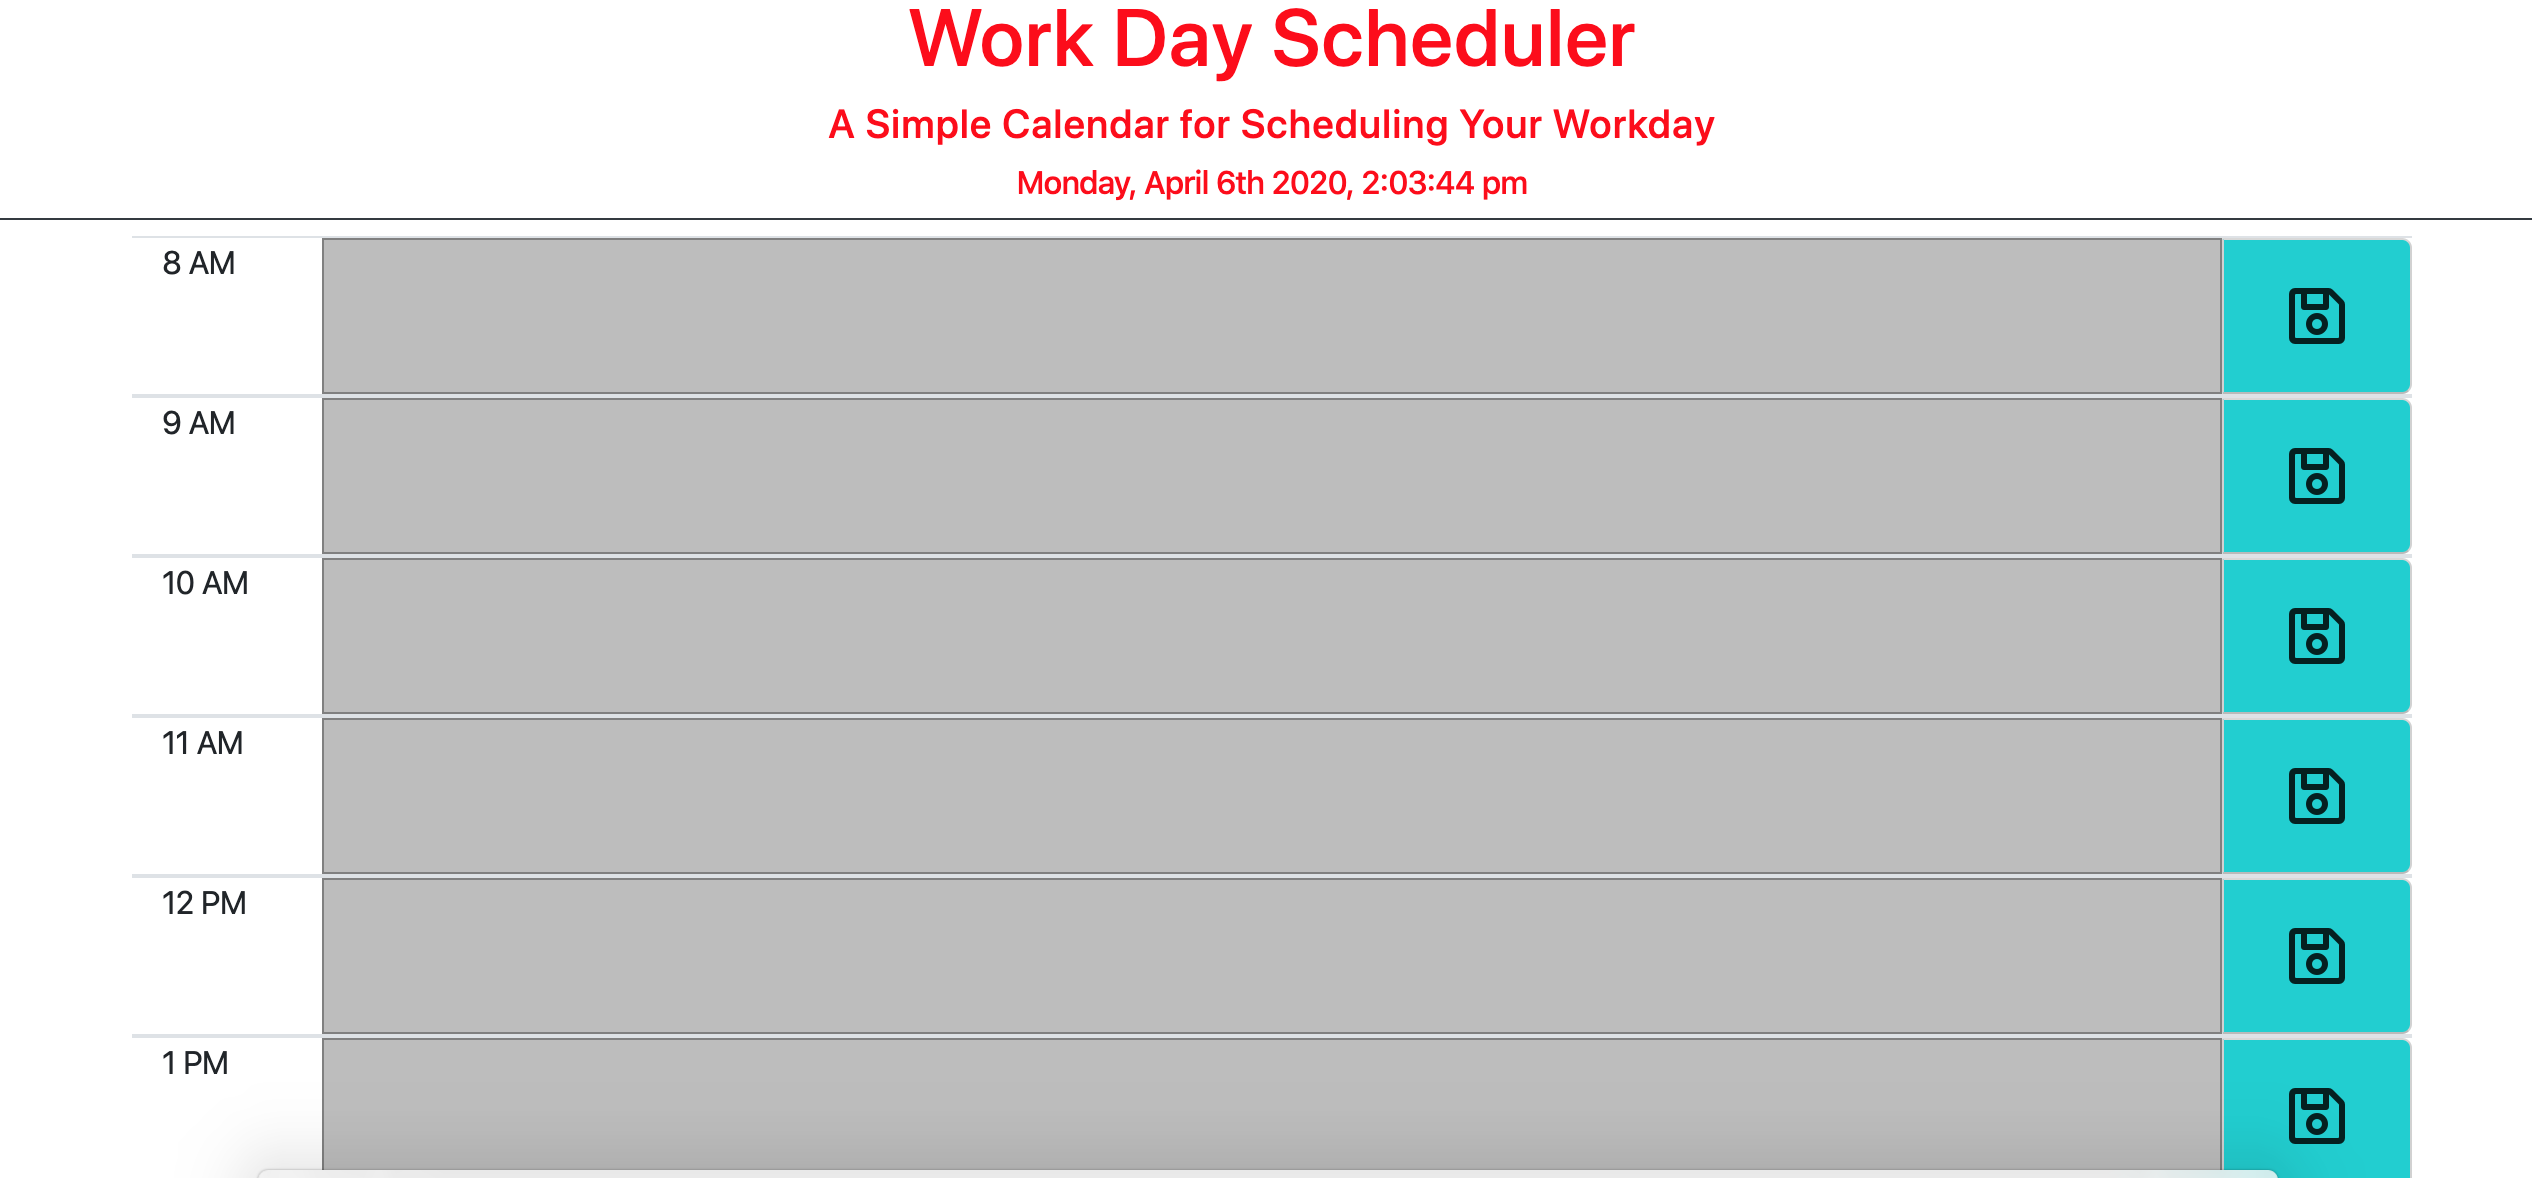 Work Day Scheduler
A Simple Calendar for Scheduling Your Workday
Monday, April 6th 2020, 2:03:44 pm
8 AM
9 AM
10 AM
11 AM
12 PM
1 PM